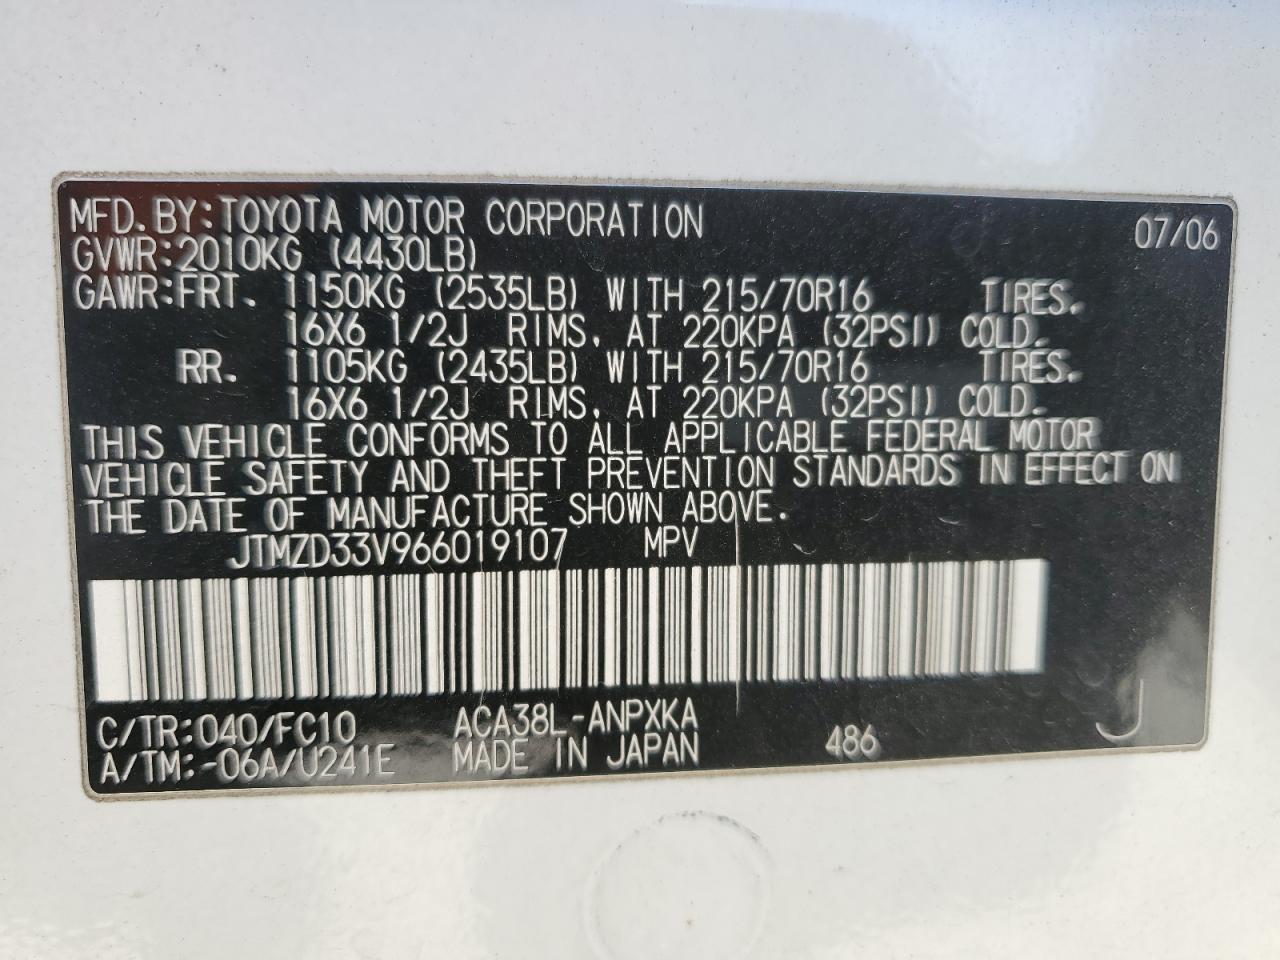 MFD. BY: TOYOTA MOTOR CORPORATION 07/06
GVWR: 2010KG (4430LB)
GAWR: FRT. 1150KG (2535LB) WITH 215/70R16 TIRES.
16X6 1/2J RIMS, AT 220KPA (32PSI) COLD.
RR. 1105KG (2435LB) WITH 215/70R16 TIRES.
16X6 1/2J RIMS, AT 220KPA (32PSI) COLD.
THIS VEHICLE CONFORMS TO ALL APPLICABLE FEDERAL MOTOR
VEHICLE SAFETY AND THEFT PREVENTION STANDARDS IN EFFECT ON
THE DATE OF MANUFACTURE SHOWN ABOVE.
JTMZD33V966019107 MPV
C/TR: 040/FC10 ACA38L-ANPXKA
A/TM: -06A/U241E MADE IN JAPAN 486 J